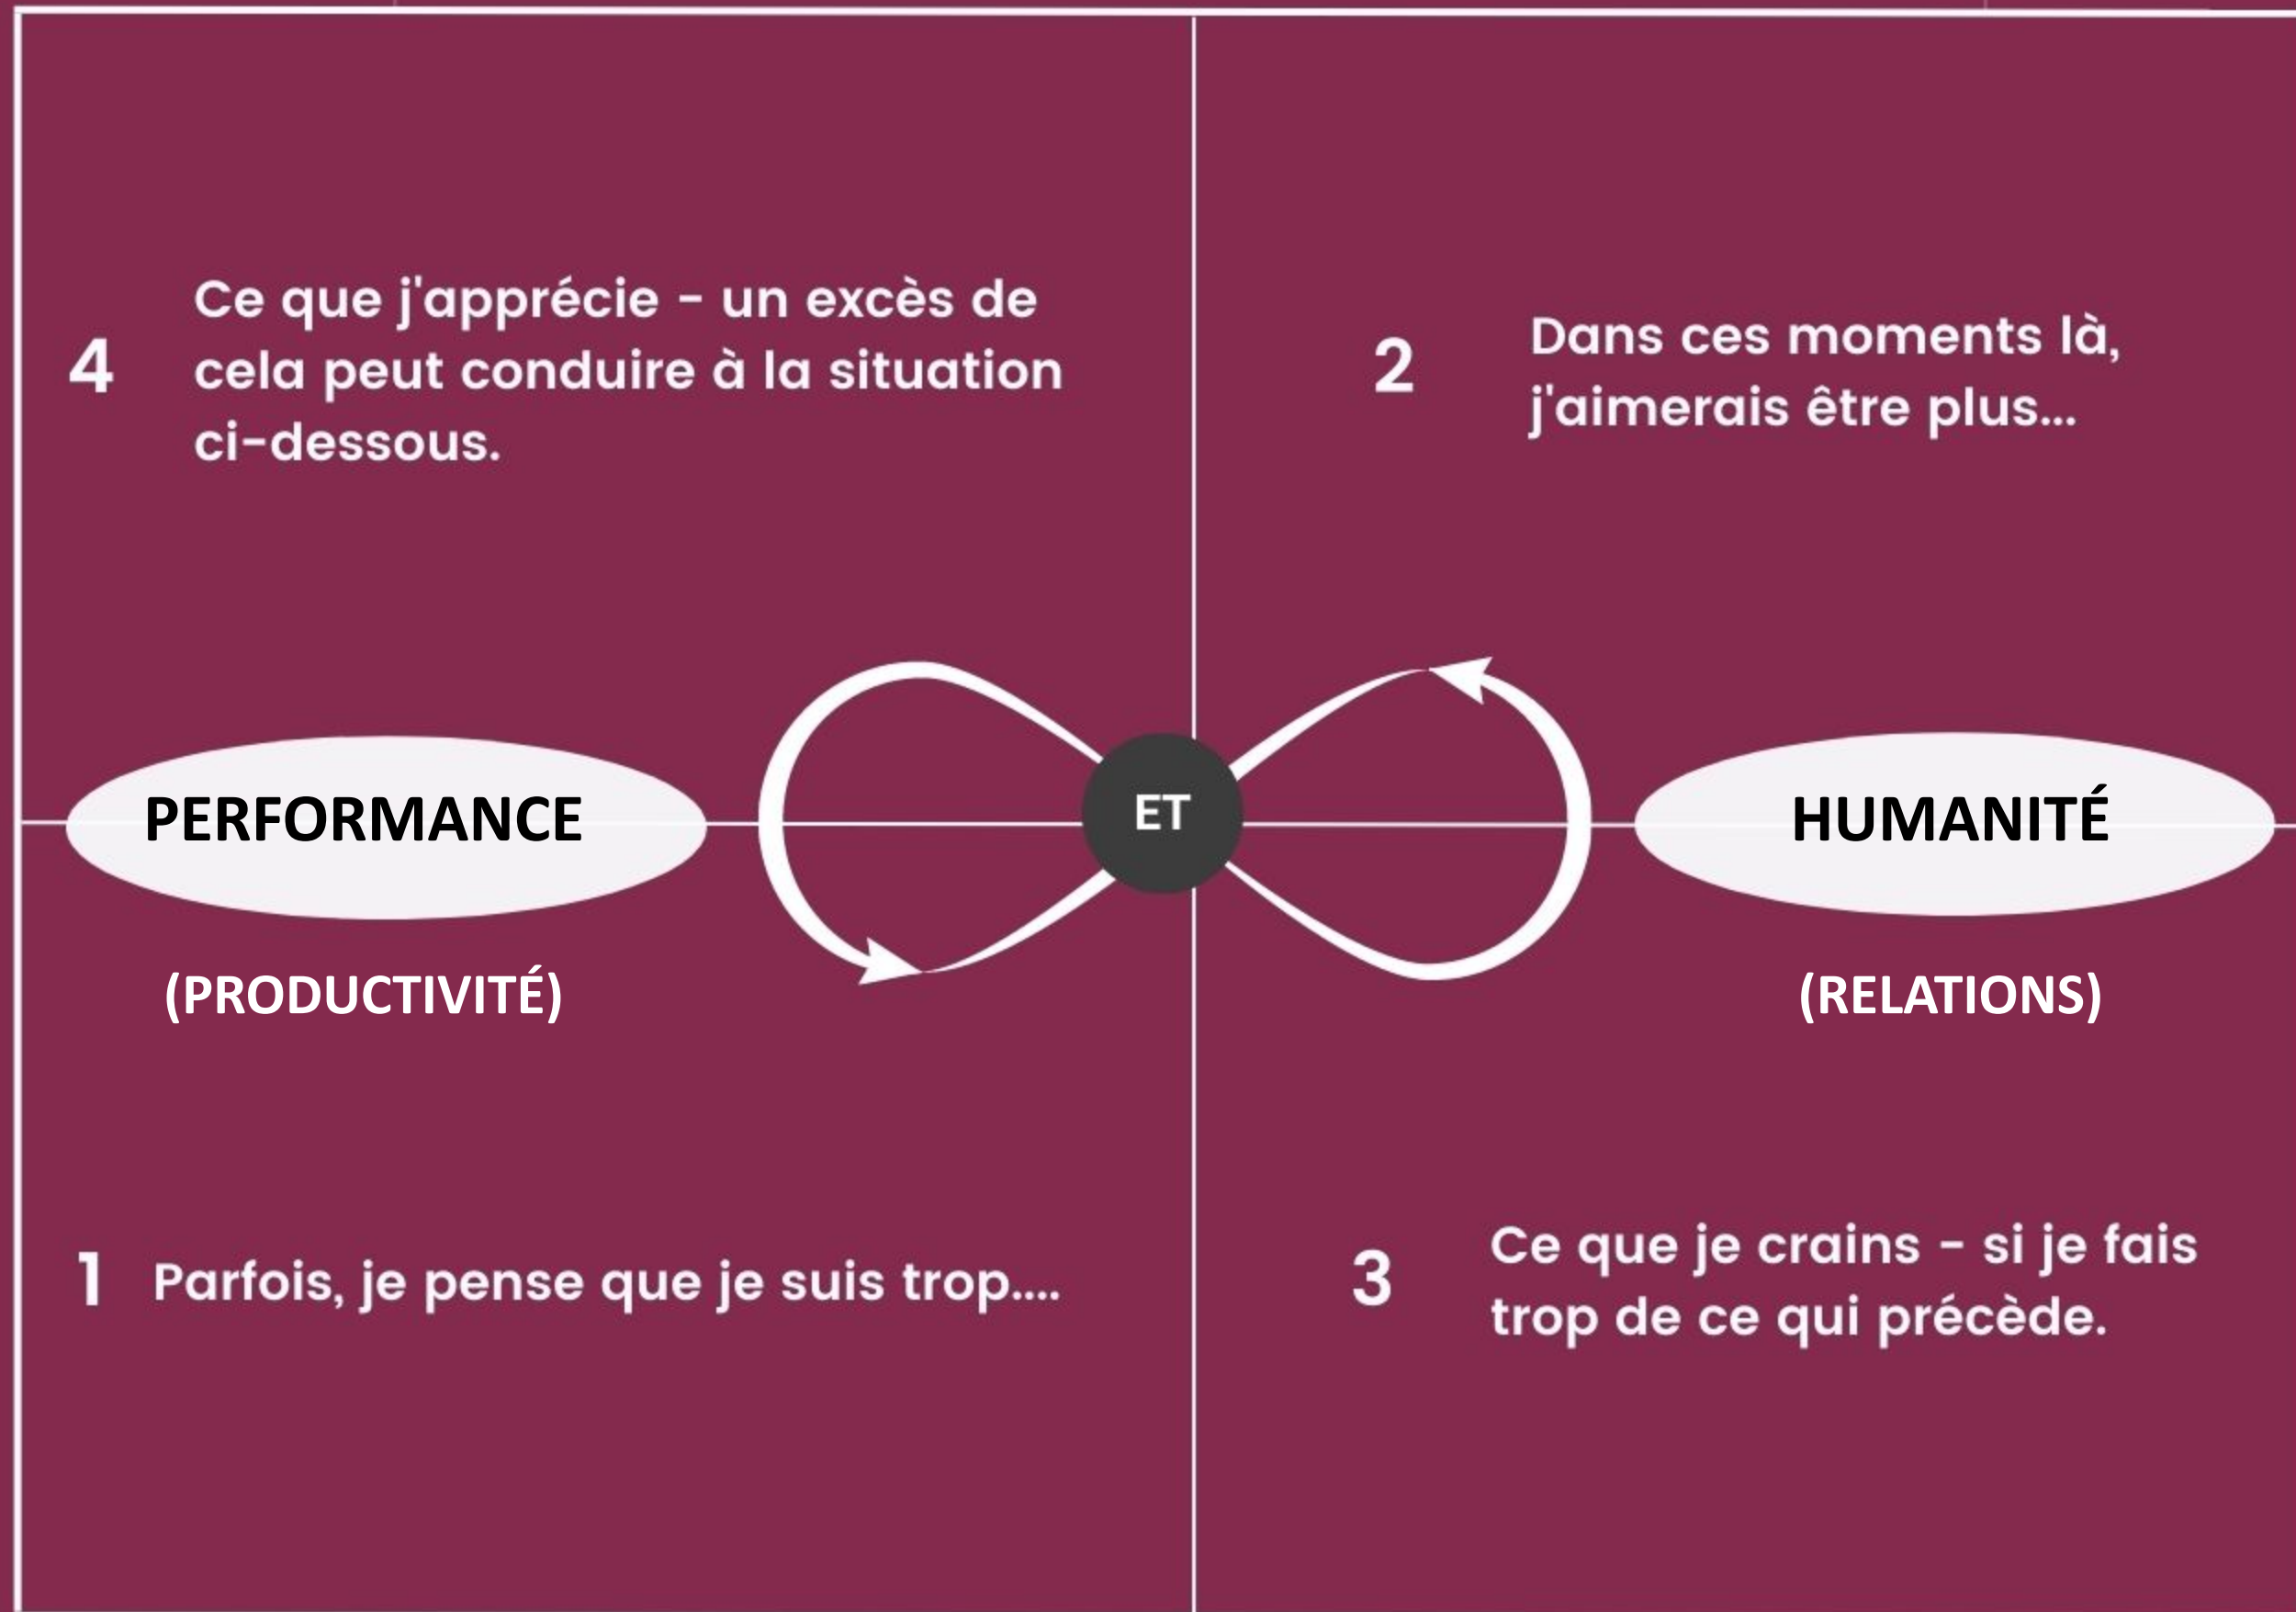 4
Ce que j'apprécie - un excès de
cela peut conduire à la situation
ci-dessous.
2
Dans ces moments là,
j'aimerais être plus...
PERFORMANCE
ET
HUMANITÉ
(PRODUCTIVITÉ)
(RELATIONS)
1
Parfois, je pense que je suis trop....
3
Ce que je crains - si je fais
trop de ce qui précède.